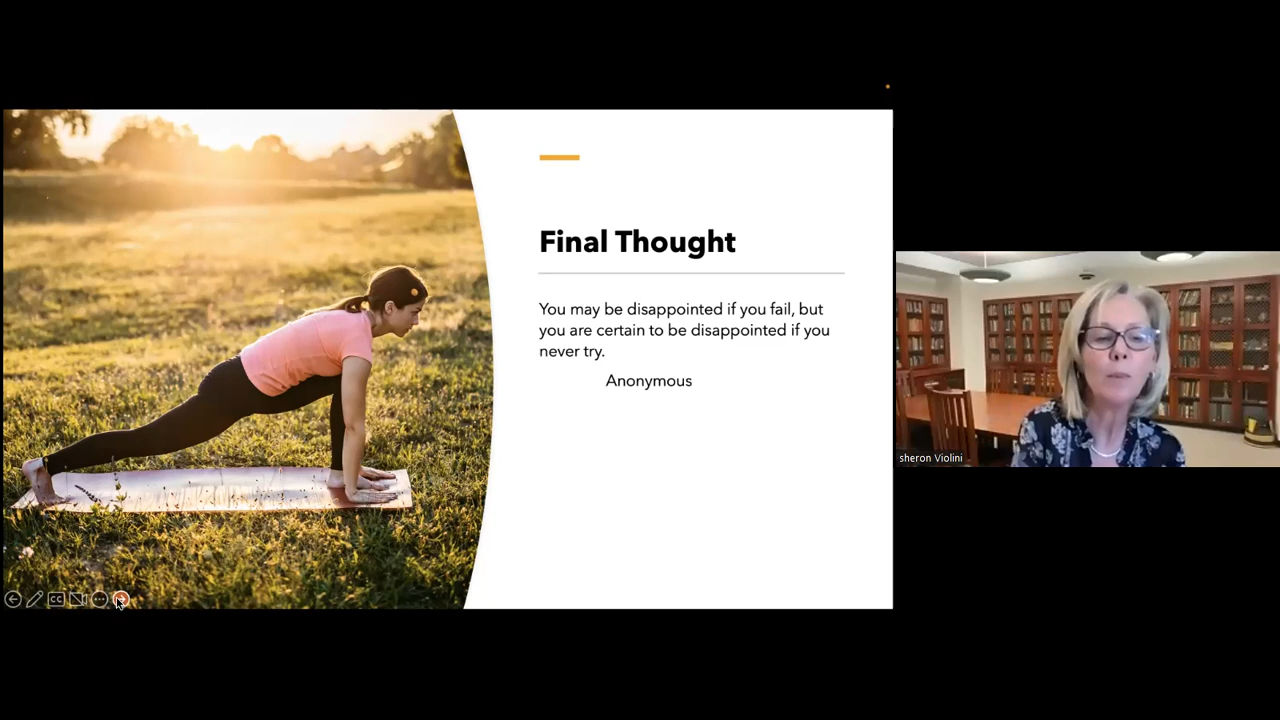 Final Thought
You may be disappointed if you fail, but
you are certain to be disappointed if you
never try.
Anonymous
sheron Violini
CC